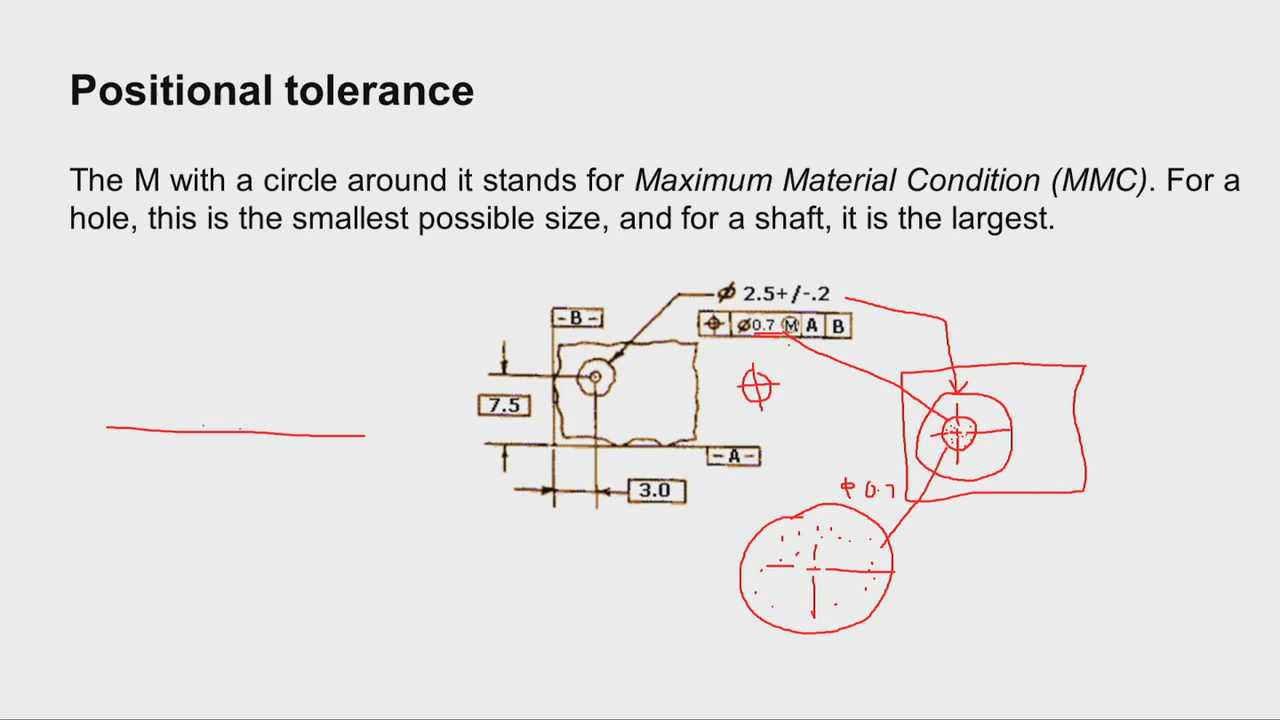 Positional tolerance
The M with a circle around it stands for Maximum Material Condition (MMC). For a
hole, this is the smallest possible size, and for a shaft, it is the largest.
⌀ 2.5+/-.2
-B-
⌖ ⌀0.7 Ⓜ A B
7.5
-A-
3.0
⌀ 0.7